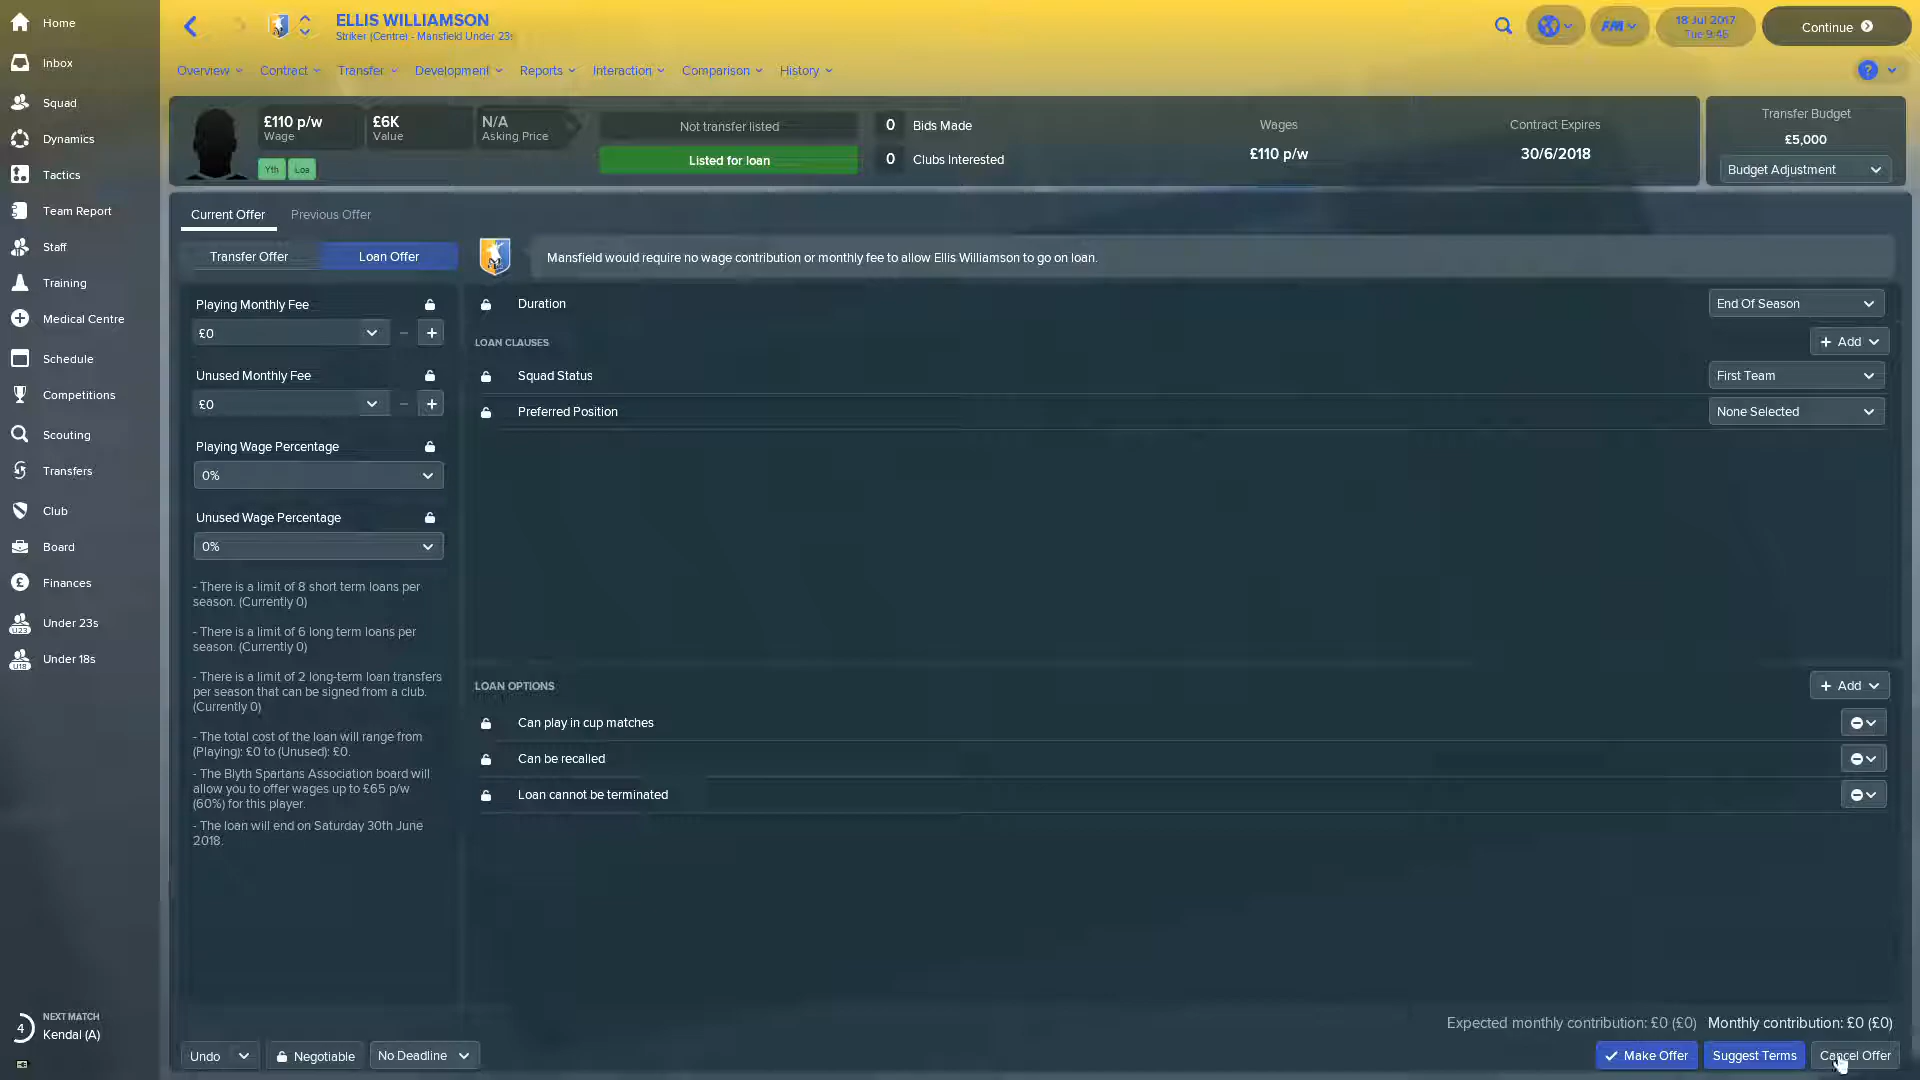 Home
Inbox
Squad
Dynamics
Tactics
Team Report
Staff
Training
Medical Centre
Schedule
Competitions
Scouting
Transfers
Club
Board
Finances
Under 23s
Under 18s
4
NEXT MATCH
Kendal (A)
ELLIS WILLIAMSON
Striker (Centre) - Mansfield Under 23s
FM
18 Jul 2017
Tue 9:45
Continue
Overview
Contract
Transfer
Development
Reports
Interaction
Comparison
History
?
£110 p/w
Wage
£6K
Value
N/A
Asking Price
Yth
Loa
Not transfer listed
Listed for loan
0 Bids Made
0 Clubs Interested
Wages
£110 p/w
Contract Expires
30/6/2018
Transfer Budget
£5,000
Budget Adjustment
Current Offer
Previous Offer
Transfer Offer
Loan Offer
Mansfield would require no wage contribution or monthly fee to allow Ellis Williamson to go on loan.
Playing Monthly Fee
£0
Unused Monthly Fee
£0
Playing Wage Percentage
0%
Unused Wage Percentage
0%
- There is a limit of 8 short term loans per
season. (Currently 0)
- There is a limit of 6 long term loans per
season. (Currently 0)
- There is a limit of 2 long-term loan transfers
per season that can be signed from a club.
(Currently 0)
- The total cost of the loan will range from
(Playing): £0 to (Unused): £0.
- The Blyth Spartans Association board will
allow you to offer wages up to £65 p/w
(60%) for this player.
- The loan will end on Saturday 30th June
2018.
Duration
End Of Season
LOAN CLAUSES
+ Add
Squad Status
First Team
Preferred Position
None Selected
LOAN OPTIONS
+ Add
Can play in cup matches
Can be recalled
Loan cannot be terminated
Expected monthly contribution: £0 (£0)
Monthly contribution: £0 (£0)
Undo
Negotiable
No Deadline
Make Offer
Suggest Terms
Cancel Offer